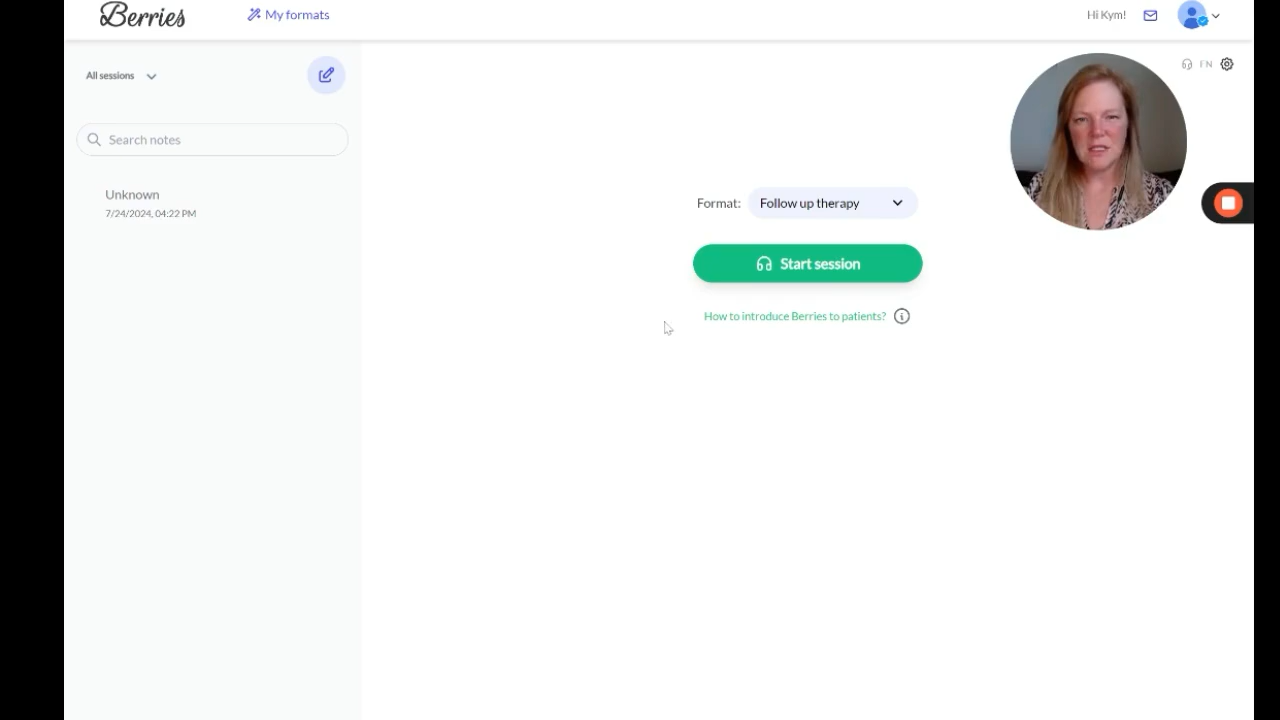 Berries
My formats
Hi Kym!
All sessions
EN
Search notes
Unknown
7/24/2024, 04:22 PM
Format: Follow up therapy
Start session
How to introduce Berries to patients?